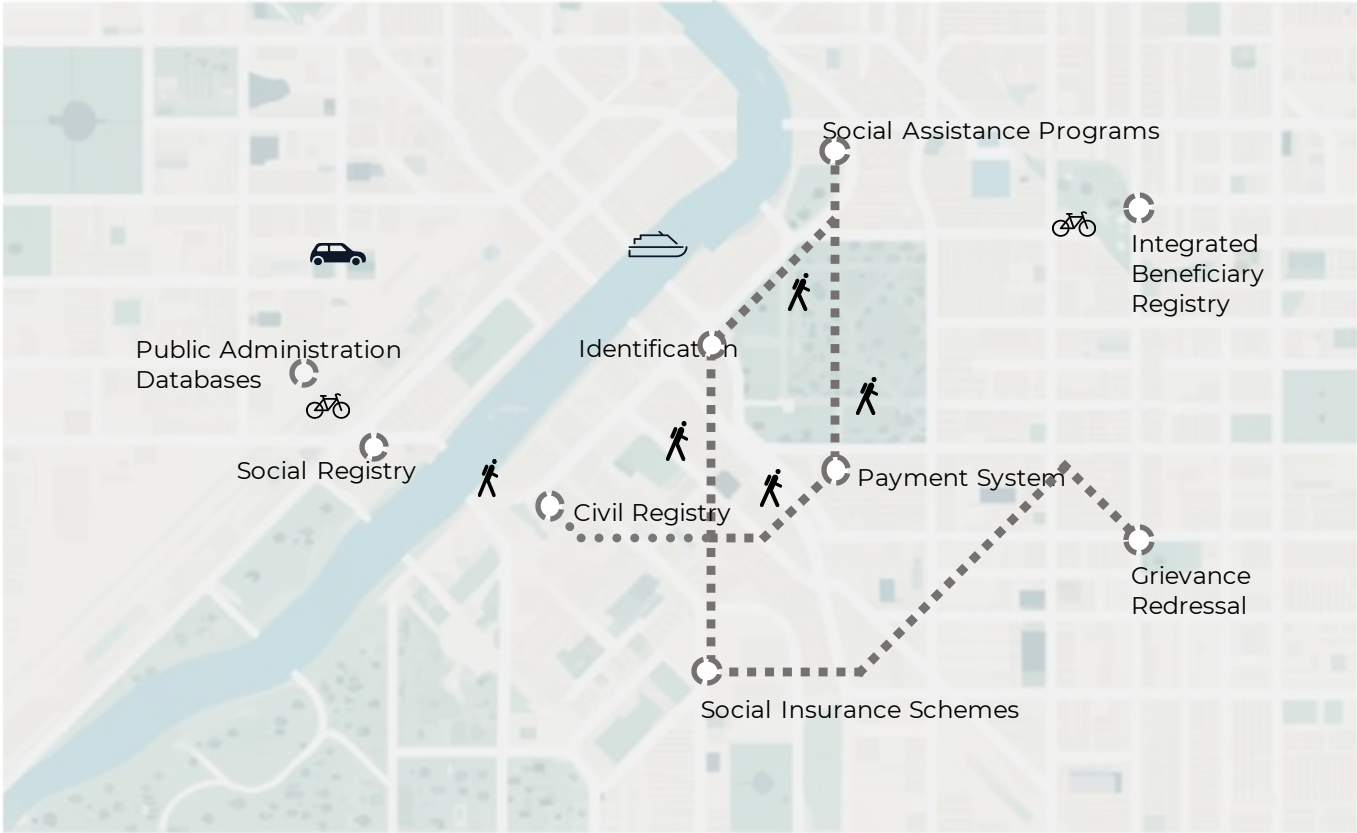 Social Assistance Programs
Integrated
Beneficiary
Registry
Identification
Public Administration
Databases
Social Registry
Payment System
Civil Registry
Grievance
Redressal
Social Insurance Schemes